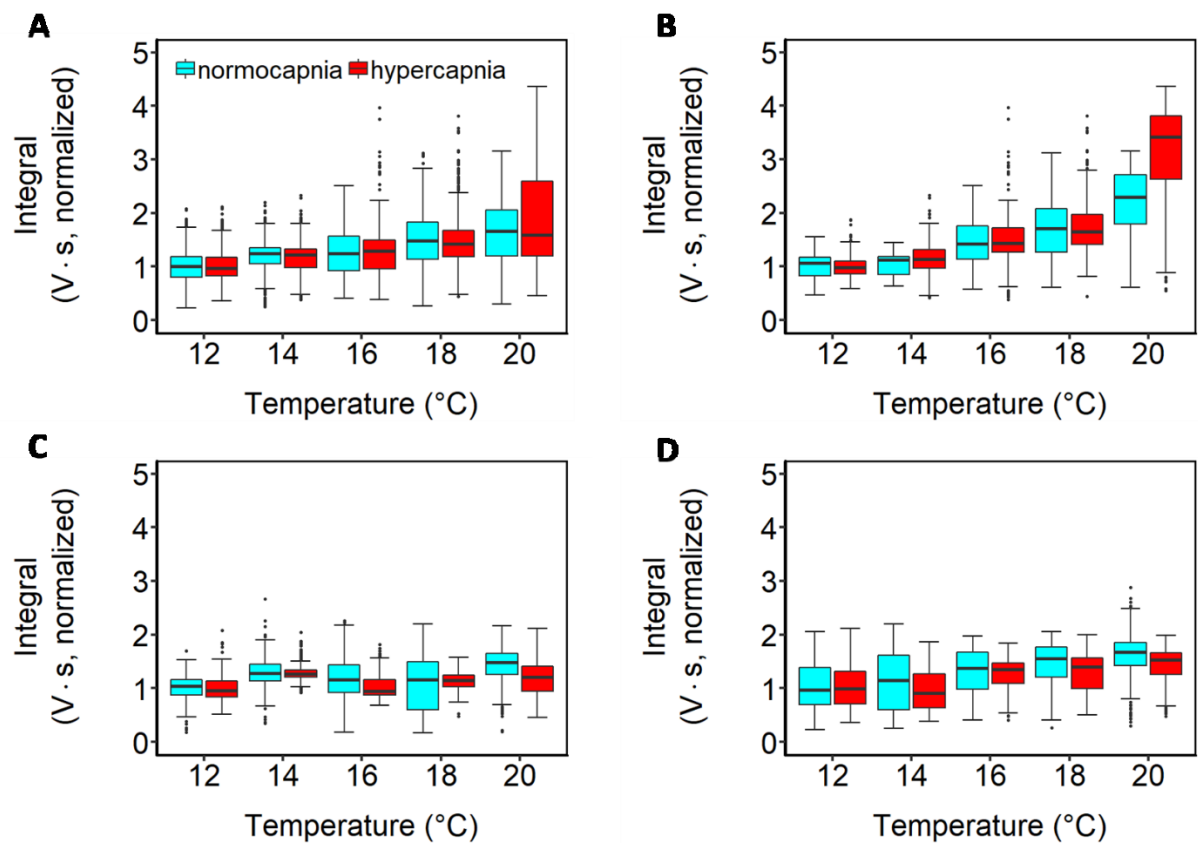 A
5
4
3
2
1
0
Integral
(V · s, normalized)
normocapnia hypercapnia
12 14 16 18 20
Temperature (°C)
B
5
4
3
2
1
0
Integral
(V · s, normalized)
12 14 16 18 20
Temperature (°C)
C
5
4
3
2
1
0
Integral
(V · s, normalized)
12 14 16 18 20
Temperature (°C)
D
5
4
3
2
1
0
Integral
(V · s, normalized)
12 14 16 18 20
Temperature (°C)